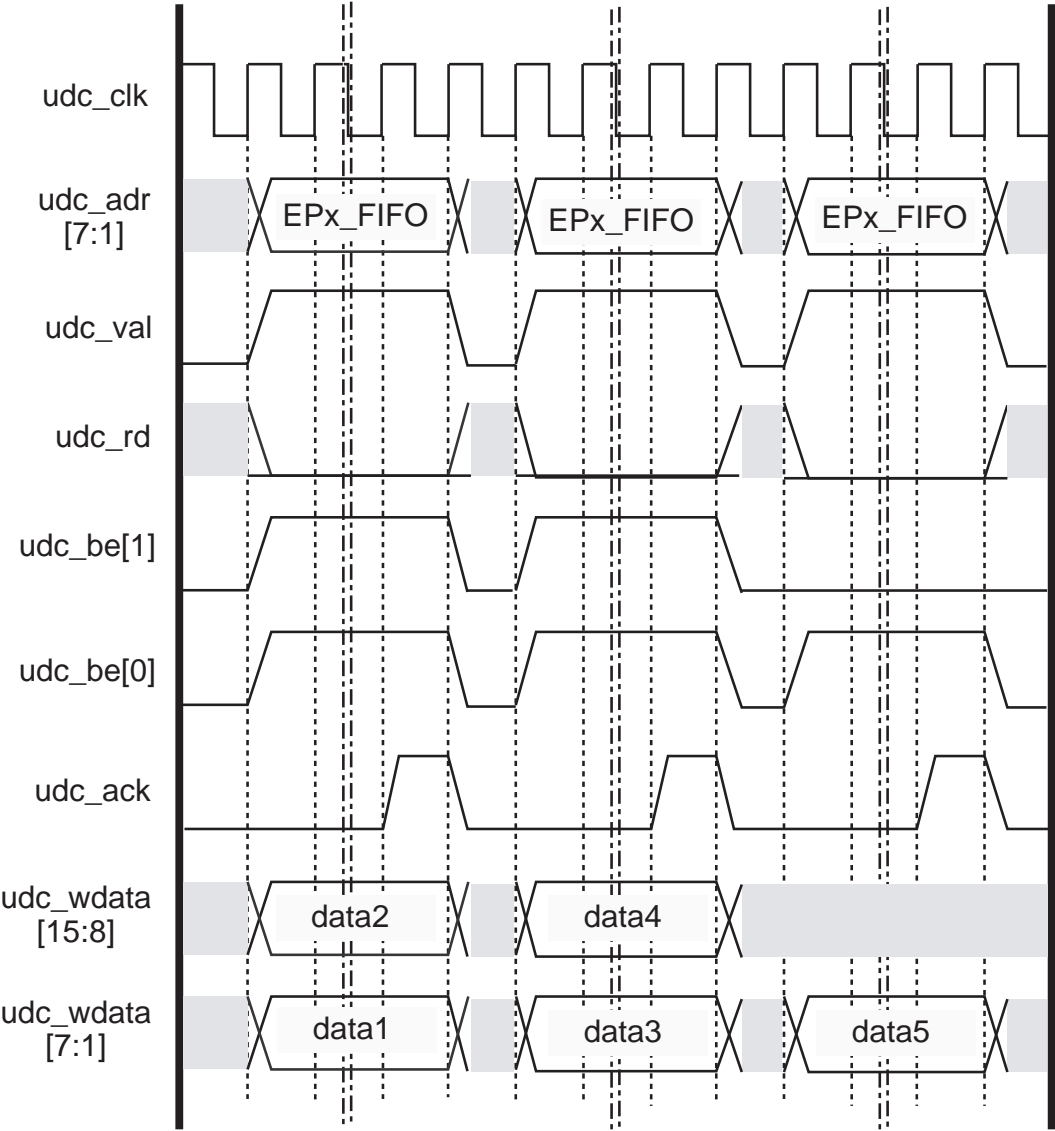 udc_clk
udc_adr
[7:1]
EPx_FIFO EPx_FIFO EPx_FIFO
udc_val
udc_rd
udc_be[1]
udc_be[0]
udc_ack
udc_wdata
[15:8]
data2 data4
udc_wdata
[7:1]
data1 data3 data5